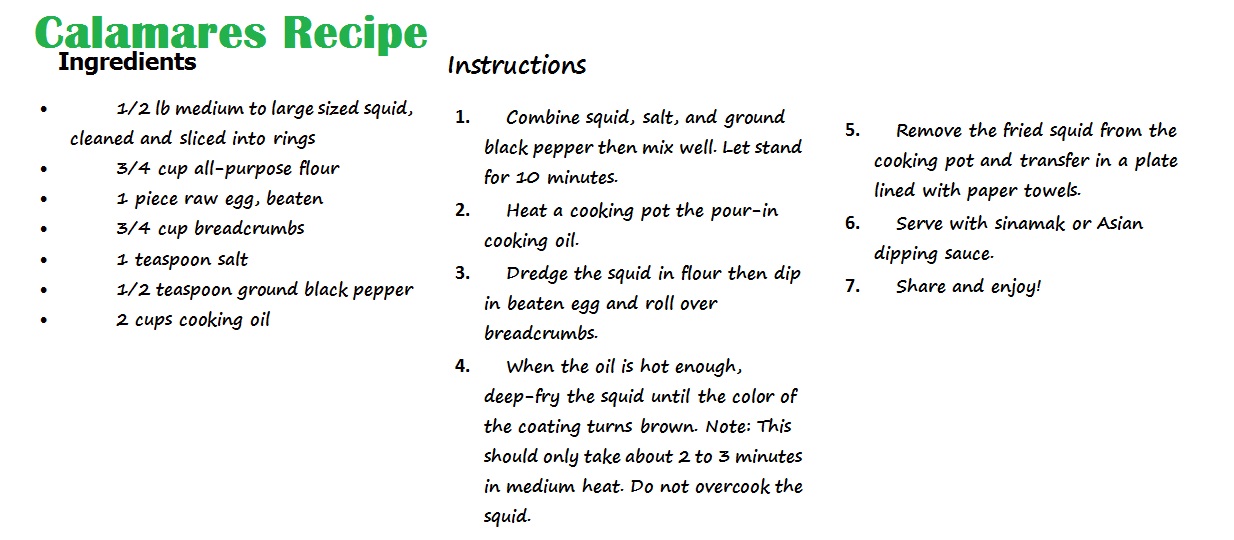 Calamares Recipe
Ingredients
• 1/2 lb medium to large sized squid,
cleaned and sliced into rings
• 3/4 cup all-purpose flour
• 1 piece raw egg, beaten
• 3/4 cup breadcrumbs
• 1 teaspoon salt
• 1/2 teaspoon ground black pepper
• 2 cups cooking oil
Instructions
1. Combine squid, salt, and ground
black pepper then mix well. Let stand
for 10 minutes.
2. Heat a cooking pot the pour-in
cooking oil.
3. Dredge the squid in flour then dip
in beaten egg and roll over
breadcrumbs.
4. When the oil is hot enough,
deep-fry the squid until the color of
the coating turns brown. Note: This
should only take about 2 to 3 minutes
in medium heat. Do not overcook the
squid.
5. Remove the fried squid from the
cooking pot and transfer in a plate
lined with paper towels.
6. Serve with sinamak or Asian
dipping sauce.
7. Share and enjoy!